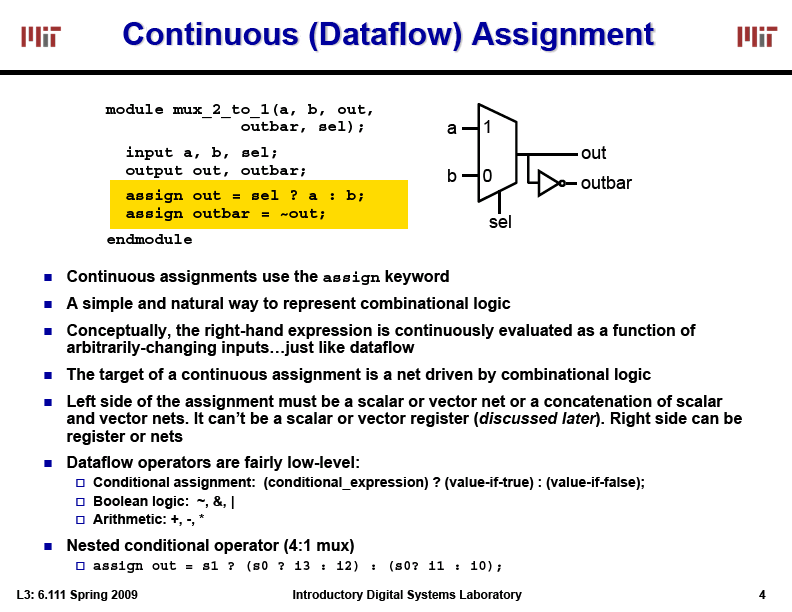 MIT
Continuous (Dataflow) Assignment
MIT
module mux_2_to_1(a, b, out,
outbar, sel);
input a, b, sel;
output out, outbar;
assign out = sel ? a : b;
assign outbar = ~out;
endmodule
a
1
b
0
out
outbar
sel
Continuous assignments use the assign keyword
A simple and natural way to represent combinational logic
Conceptually, the right-hand expression is continuously evaluated as a function of
arbitrarily-changing inputs…just like dataflow
The target of a continuous assignment is a net driven by combinational logic
Left side of the assignment must be a scalar or vector net or a concatenation of scalar
and vector nets. It can’t be a scalar or vector register (discussed later). Right side can be
register or nets
Dataflow operators are fairly low-level:
Conditional assignment: (conditional_expression) ? (value-if-true) : (value-if-false);
Boolean logic: ~, &, |
Arithmetic: +, -, *
Nested conditional operator (4:1 mux)
assign out = s1 ? (s0 ? i3 : i2) : (s0? i1 : i0);
L3: 6.111 Spring 2009
Introductory Digital Systems Laboratory
4